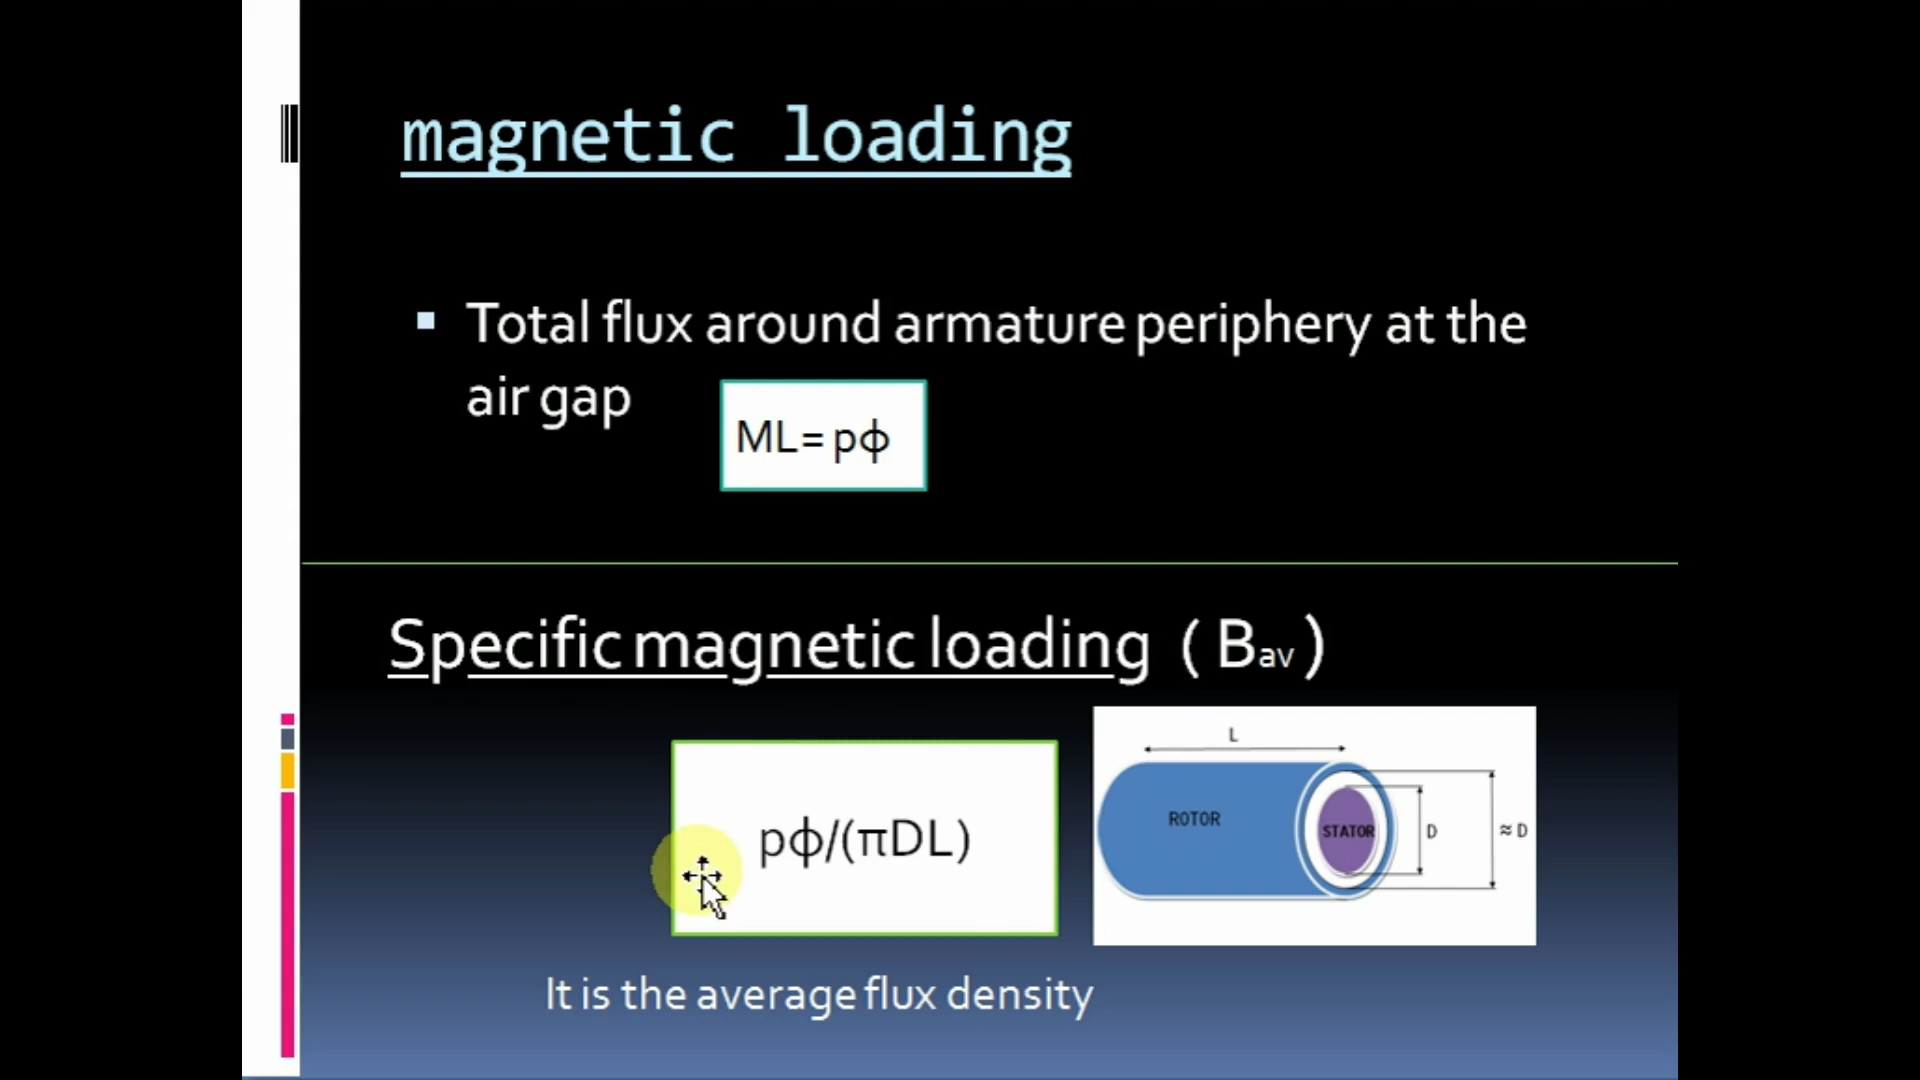 magnetic loading
Total flux around armature periphery at the
air gap
ML= pϕ
Specific magnetic loading ( Bav )
pϕ/(πDL)
L
ROTOR
STATOR
D
≈ D
It is the average flux density